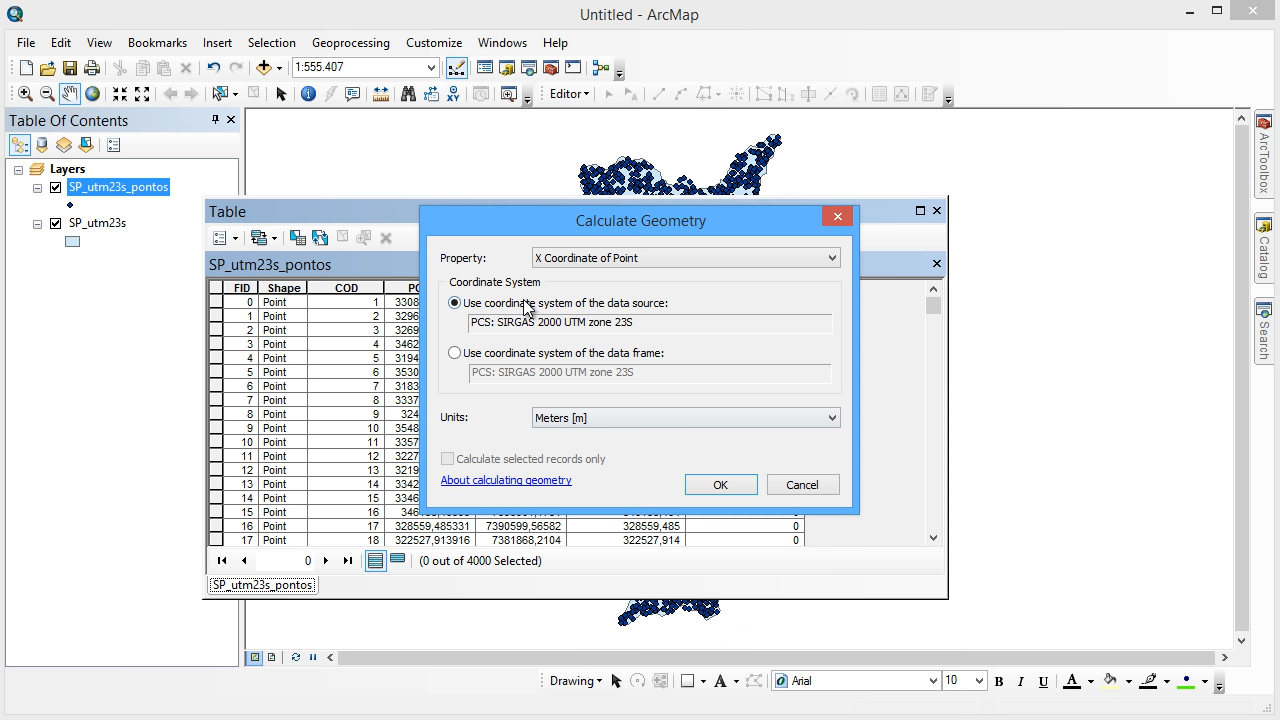 Untitled - ArcMap
File Edit View Bookmarks Insert Selection Geoprocessing Customize Windows Help
1:555.407
Editor
Table Of Contents
Layers
SP_utm23s_pontos
SP_utm23s
Table
SP_utm23s_pontos
FID Shape COD
0 Point 1 3308
1 Point 2 3296
2 Point 3 3269
3 Point 4 3462
4 Point 5 3194
5 Point 6 3530
6 Point 7 3183
7 Point 8 3337
8 Point 9 324
9 Point 10 3548
10 Point 11 3357
11 Point 12 3227
12 Point 13 3219
13 Point 14 3342
14 Point 15 3346
15 Point 16
16 Point 17 328559,485331 7390599,56582 328559,485 0
17 Point 18 322527,913916 7381868,2104 322527,914 0
0 (0 out of 4000 Selected)
SP_utm23s_pontos
Calculate Geometry
Property: X Coordinate of Point
Coordinate System
Use coordinate system of the data source:
PCS: SIRGAS 2000 UTM zone 23S
Use coordinate system of the data frame:
PCS: SIRGAS 2000 UTM zone 23S
Units: Meters [m]
Calculate selected records only
About calculating geometry
OK Cancel
ArcToolbox
Catalog
Search
Drawing A Arial 10 B I U A